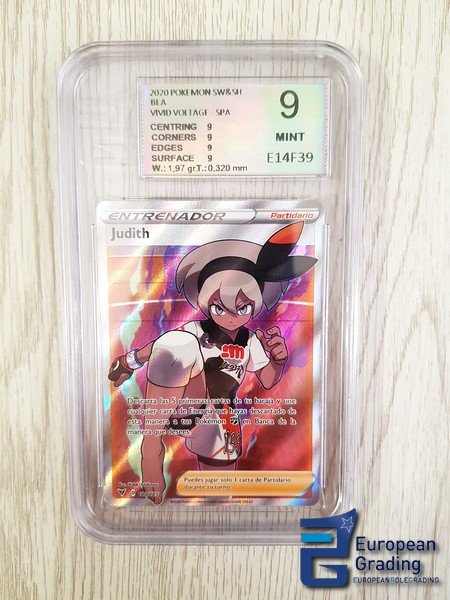 2020 POKEMON SW&SH
BEA
VIVID VOLTAGE - SPA
CENTRING 9
CORNERS 9
EDGES 9
SURFACE 9
W.: 1,97 gr.T.: 0,320 mm
9
MINT
E14F39
ENTRENADOR
Partidario
Judith
Descarta las 5 primeras cartas de tu baraja y une
cualquier carta de Energía que hayas descartado de
esta manera a tus Pokémon en Banca de la
manera que desees.
Puedes jugar solo 1 carta de Partidario
durante tu turno.
European
Grading
EUROPEANPOLEGRADING